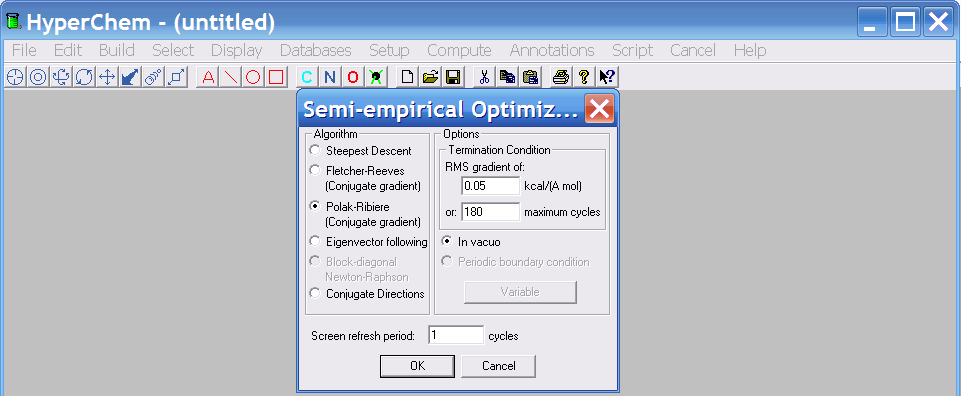 HyperChem - (untitled)
File Edit Build Select Display Databases Setup Compute Annotations Script Cancel Help
A C N O
Semi-empirical Optimiz...
Algorithm
Steepest Descent
Fletcher-Reeves
(Conjugate gradient)
Polak-Ribiere
(Conjugate gradient)
Eigenvector following
Block-diagonal
Newton-Raphson
Conjugate Directions
Options
Termination Condition
RMS gradient of:
0.05 kcal/(A mol)
or: 180 maximum cycles
In vacuo
Periodic boundary condition
Variable
Screen refresh period: 1 cycles
OK Cancel